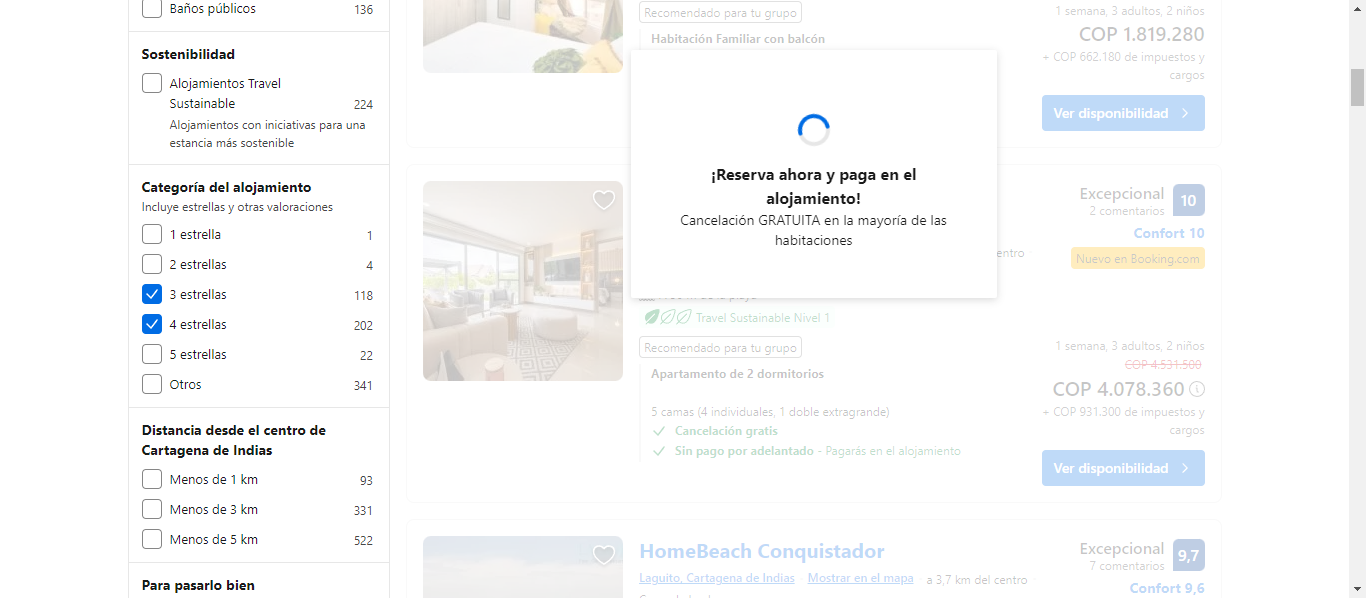 Baños públicos 136
Sostenibilidad
Alojamientos Travel
Sustainable 224
Alojamientos con iniciativas para una
estancia más sostenible
Categoría del alojamiento
Incluye estrellas y otras valoraciones
1 estrella 1
2 estrellas 4
3 estrellas 118
4 estrellas 202
5 estrellas 22
Otros 341
Distancia desde el centro de
Cartagena de Indias
Menos de 1 km 93
Menos de 3 km 331
Menos de 5 km 522
Para pasarlo bien
Recomendado para tu grupo
Habitación Familiar con balcón
1 semana, 3 adultos, 2 niños
COP 1.819.280
+ COP 662.180 de impuestos y
cargos
Ver disponibilidad
¡Reserva ahora y paga en el
alojamiento!
Cancelación GRATUITA en la mayoría de las
habitaciones
Excepcional 10
2 comentarios
Confort 10
entro
Nuevo en Booking.com
Travel Sustainable Nivel 1
Recomendado para tu grupo
Apartamento de 2 dormitorios
5 camas (4 individuales, 1 doble extragrande)
Cancelación gratis
Sin pago por adelantado - Pagarás en el alojamiento
1 semana, 3 adultos, 2 niños
COP 4.531.500
COP 4.078.360
+ COP 931.300 de impuestos y
cargos
Ver disponibilidad
HomeBeach Conquistador
Laguito, Cartagena de Indias Mostrar en el mapa a 3,7 km del centro
Excepcional 9,7
7 comentarios
Confort 9,6